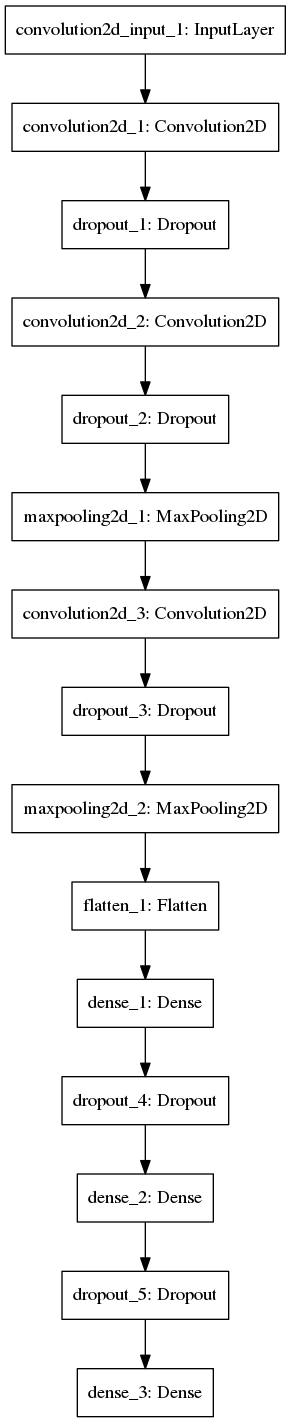 convolution2d_input_1: InputLayer
convolution2d_1: Convolution2D
dropout_1: Dropout
convolution2d_2: Convolution2D
dropout_2: Dropout
maxpooling2d_1: MaxPooling2D
convolution2d_3: Convolution2D
dropout_3: Dropout
maxpooling2d_2: MaxPooling2D
flatten_1: Flatten
dense_1: Dense
dropout_4: Dropout
dense_2: Dense
dropout_5: Dropout
dense_3: Dense